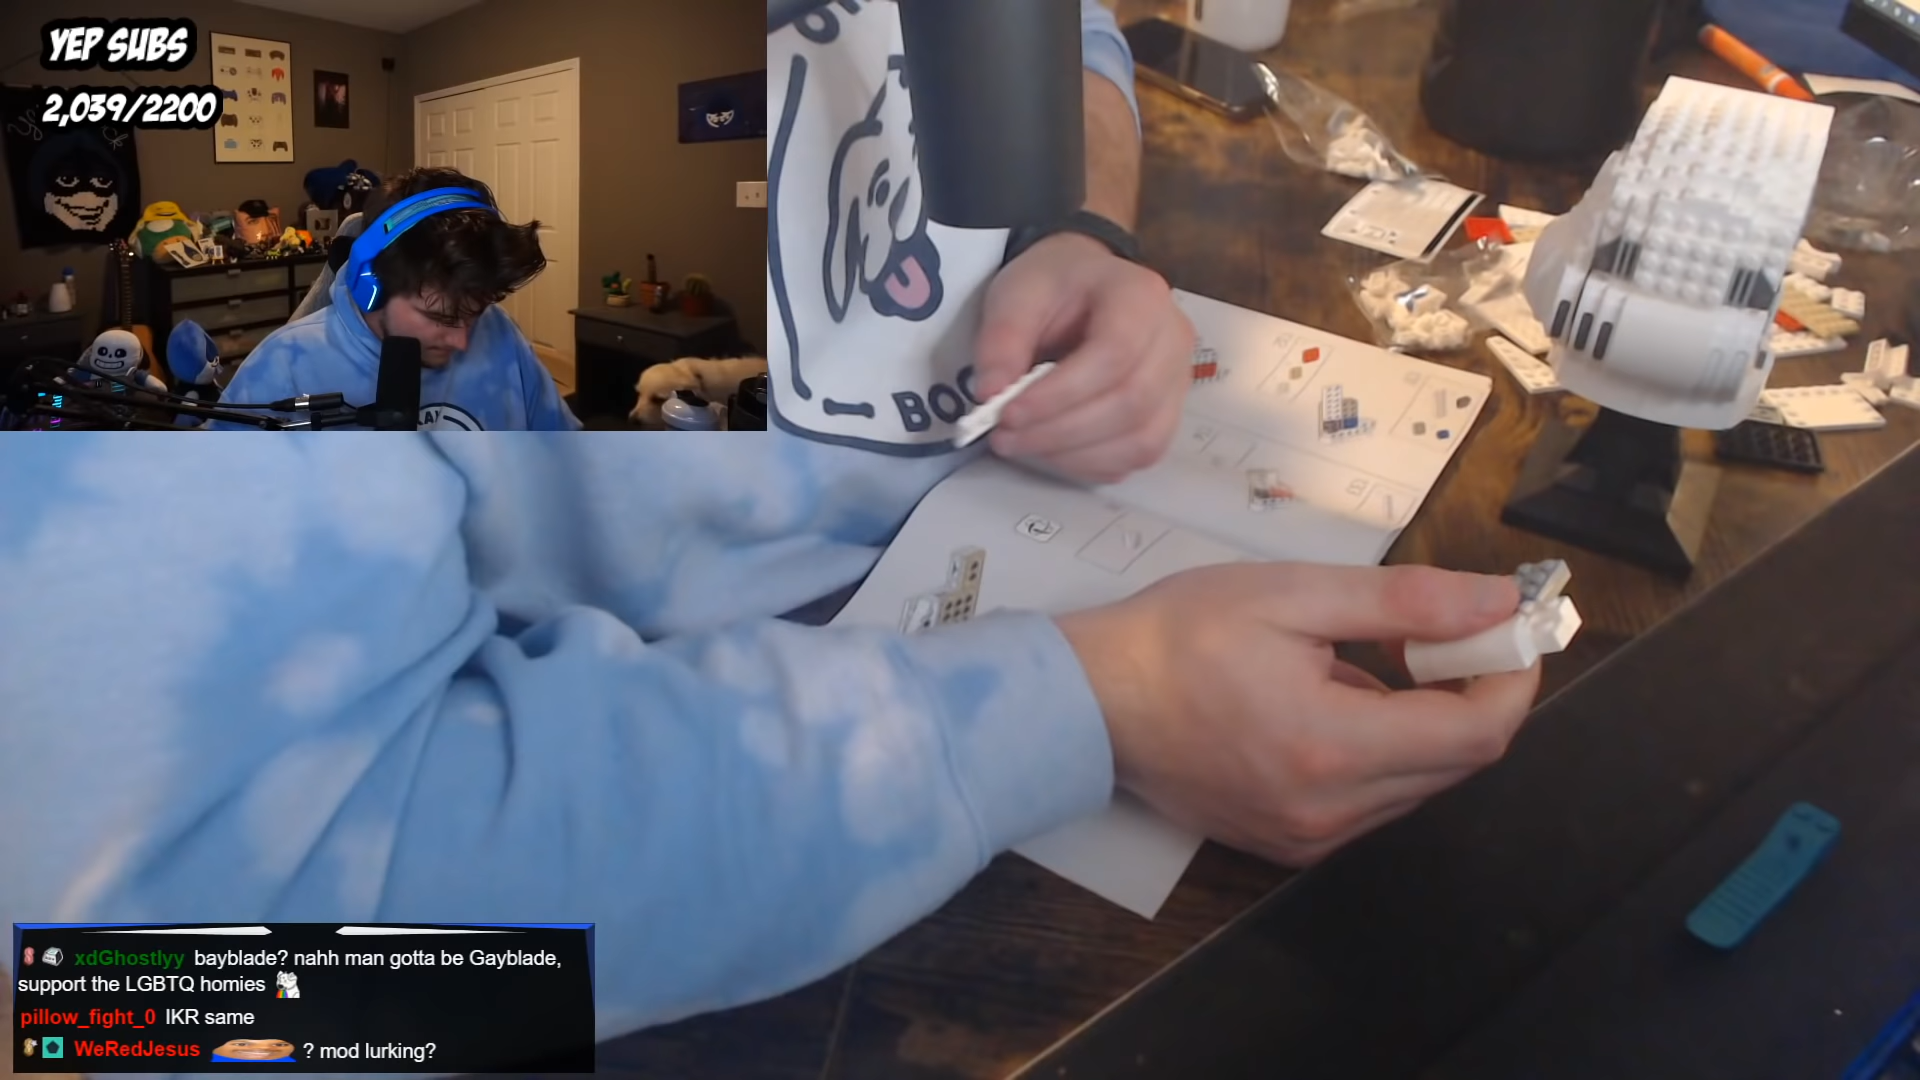 YEP SUBS
2,039/2200
BOO
xdGhostlyy bayblade? nahh man gotta be Gayblade,
support the LGBTQ homies
pillow_fight_0 IKR same
WeRedJesus ? mod lurking?